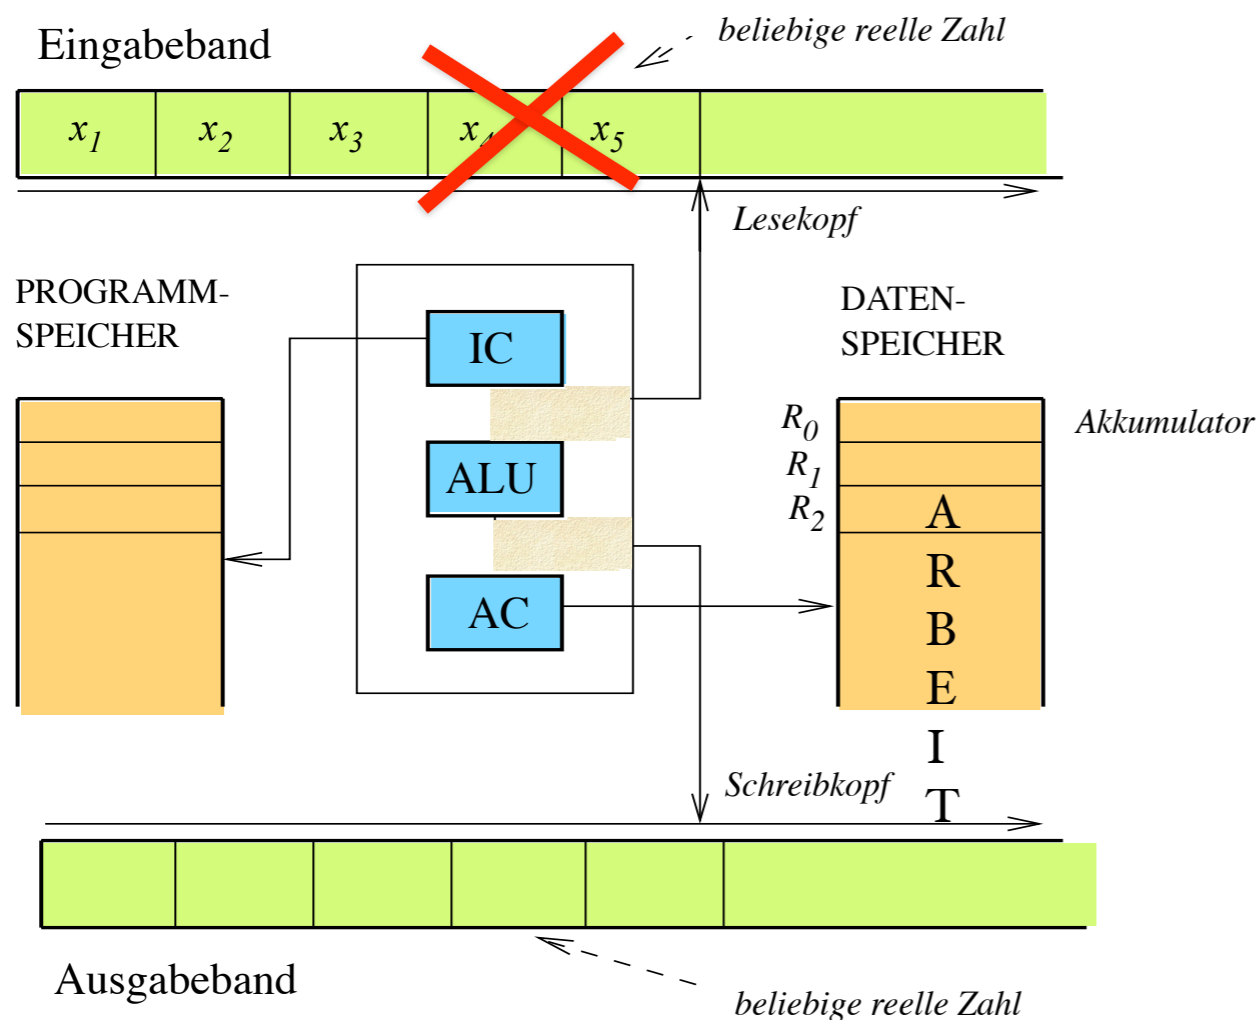 beliebige reelle Zahl
Eingabeband
x1 x2 x3 x4 x5
Lesekopf
PROGRAMM-
SPEICHER
DATEN-
SPEICHER
IC
ALU
AC
R0
R1
R2
Akkumulator
A
R
B
E
I
T
Schreibkopf
Ausgabeband
beliebige reelle Zahl